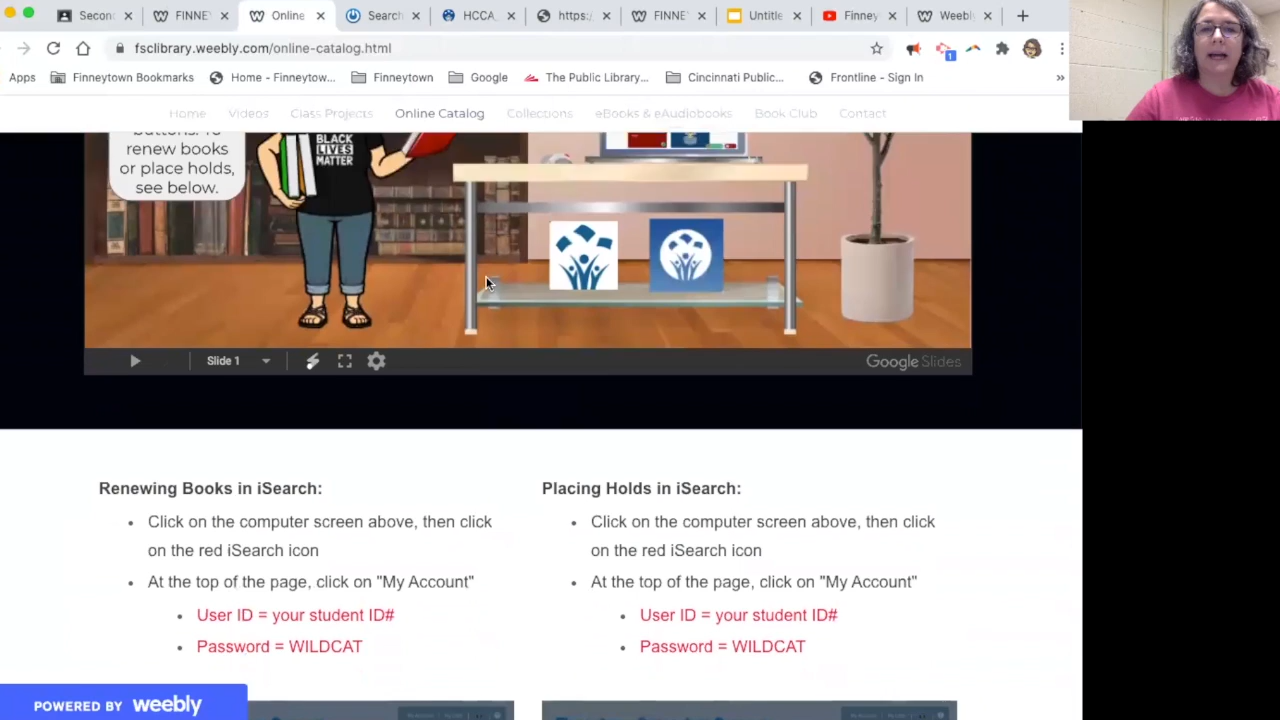 Secon
FINNEY
Online
Search
HCCA_
https:/
FINNE
Untitle
Finney
Weebl
fsclibrary.weebly.com/online-catalog.html
1
Apps
Finneytown Bookmarks
Home - Finneytow...
Finneytown
Google
The Public Library...
Cincinnati Public...
Frontline - Sign In
»
Home
Videos
Class Projects
Online Catalog
Collections
eBooks & eAudiobooks
Book Club
Contact
buttons. To
renew books
or place holds,
see below.
BLACK
LIVES
MATTER
Slide 1
Google Slides
Renewing Books in iSearch:
• Click on the computer screen above, then click
on the red iSearch icon
• At the top of the page, click on "My Account"
• User ID = your student ID#
• Password = WILDCAT
Placing Holds in iSearch:
• Click on the computer screen above, then click
on the red iSearch icon
• At the top of the page, click on "My Account"
• User ID = your student ID#
• Password = WILDCAT
POWERED BY weebly